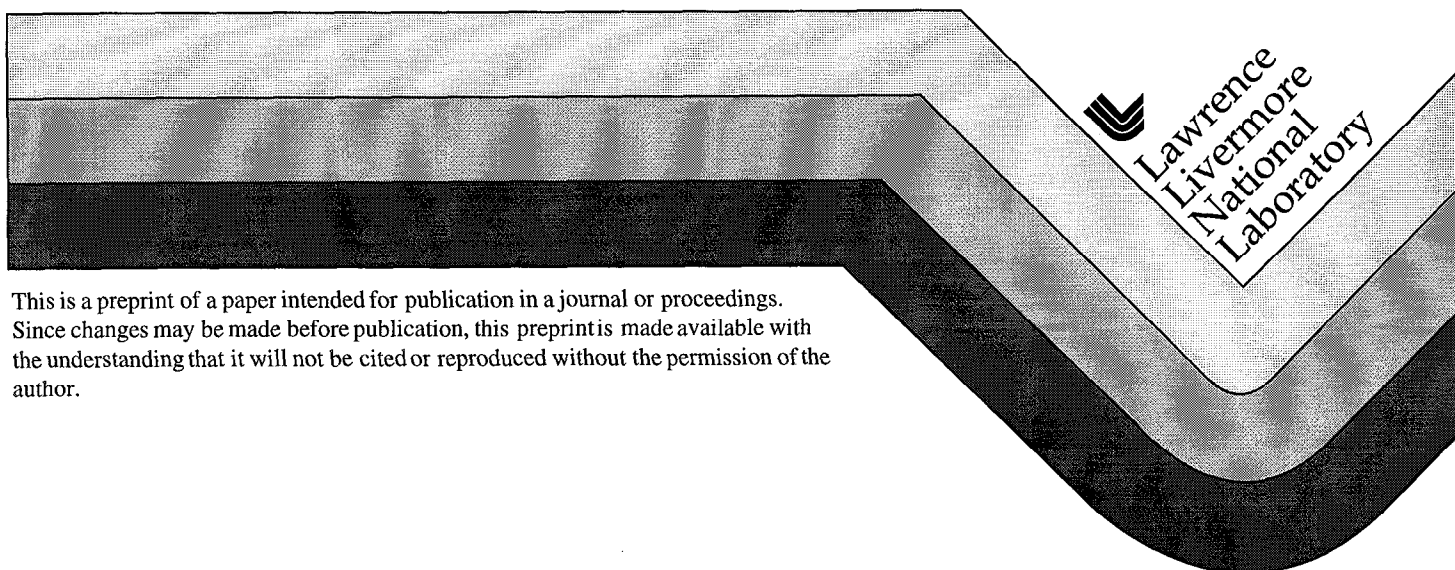 Lawrence
Livermore
National
Laboratory
This is a preprint of a paper intended for publication in a journal or proceedings.
Since changes may be made before publication, this preprint is made available with
the understanding that it will not be cited or reproduced without the permission of the
author.